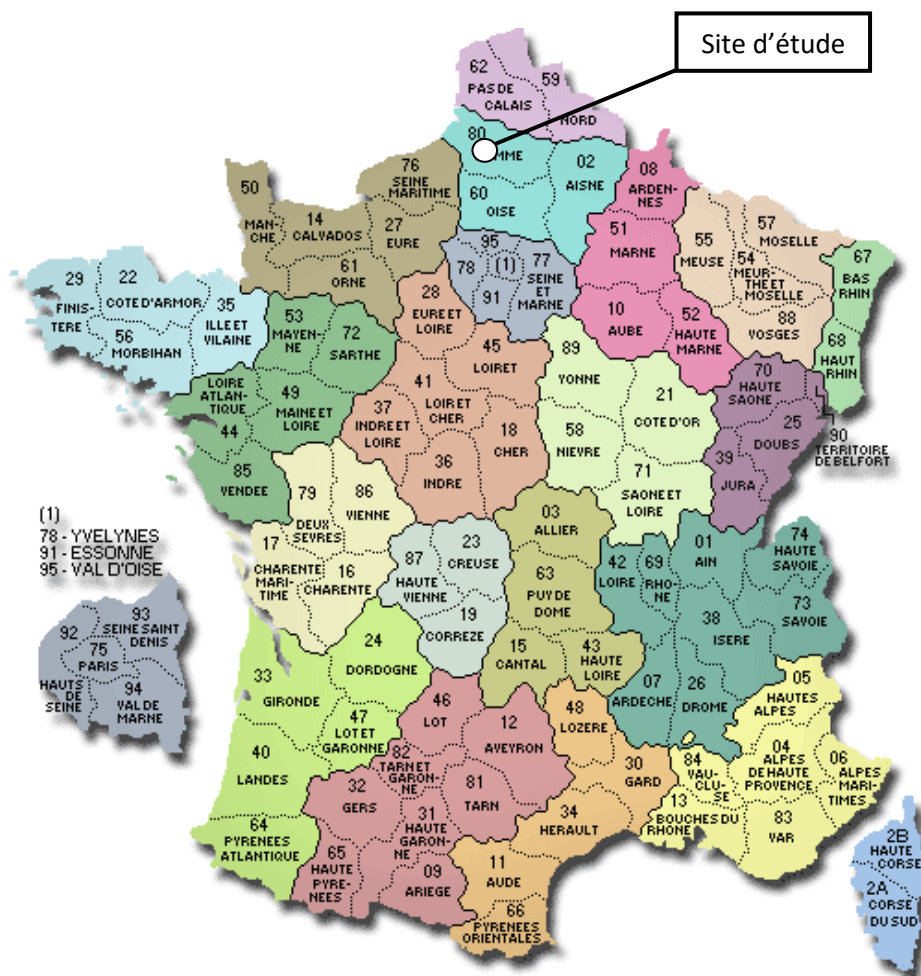 Site d'étude
62
PAS DE
CALAIS
59
NORD
80
MME
02
AISNE
60
OISE
76
SEINE
MARITIME
27
EURE
50
MAN-
CHE
14
CALVADOS
61
ORNE
08
ARDEN-
NES
51
MARNE
10
AUBE
52
HAUTE
MARNE
55
MEUSE
54
MEUR-
THE ET
MOSELLE
57
MOSELLE
88
VOSGES
67
BAS
RHIN
68
HAUT
RHIN
95
78
(1)
91
77
SEINE
ET
MARNE
29
FINIS-
TERE
22
COTE D'ARMOR
56
MORBIHAN
35
ILLE ET
VILAINE
53
MAYEN-
NE
72
SARTHE
LOIRE
ATLAN-
TIQUE
44
49
MAINE ET
LOIRE
85
VENDEE
28
EURE ET
LOIRE
45
LOIRET
41
LOIR ET
CHER
37
INDRE ET
LOIRE
36
INDRE
18
CHER
89
YONNE
21
COTE D'OR
58
NIEVRE
71
SAONE ET
LOIRE
70
HAUTE
SAONE
25
DOUBS
39
JURA
90
TERRITOIRE
DE BELFORT
79
DEUX
SEVRES
86
VIENNE
17
CHARENTE
MARI-
TIME
16
CHARENTE
87
HAUTE
VIENNE
23
CREUSE
19
CORREZE
03
ALLIER
63
PUY DE
DOME
15
CANTAL
43
HAUTE
LOIRE
42
LOIRE
69
RHO-
NE
01
AIN
74
HAUTE
SAVOIE
73
SAVOIE
38
ISERE
07
ARDECHE
26
DROME
(1)
78 - YVELYNES
91 - ESSONNE
95 - VAL D'OISE
92
HAUTS
DE
SEINE
93
SEINE SAINT
DENIS
75
PARIS
94
VAL DE
MARNE
24
DORDOGNE
33
GIRONDE
47
LOT ET
GARONNE
40
LANDES
64
PYRENEES
ATLANTIQUE
46
LOT
12
AVEYRON
82
TARN ET
GARON-
NE
32
GERS
81
TARN
31
HAUTE
GARON-
NE
65
HAUTE
PYRE-
NEES
09
ARIEGE
48
LOZERE
30
GARD
34
HERAULT
11
AUDE
66
PYRENEES
ORIENTALES
05
HAUTES
ALPES
04
ALPES
DE HAUTE
PROVENCE
06
ALPES
MARI-
TIMES
84
VAU-
CLU-
SE
13
BOUCHES DU
RHONE
83
VAR
2B
HAUTE
CORSE
2A
CORSE
DU SUD